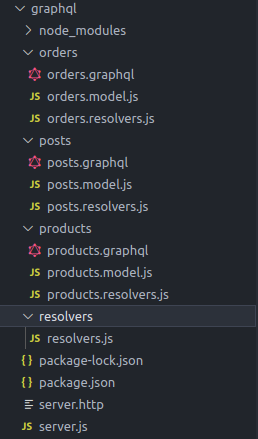 graphql
node_modules
orders
orders.graphql
JS orders.model.js
JS orders.resolvers.js
posts
posts.graphql
JS posts.model.js
JS posts.resolvers.js
products
products.graphql
JS products.model.js
JS products.resolvers.js
resolvers
JS resolvers.js
{ } package-lock.json
{ } package.json
server.http
JS server.js